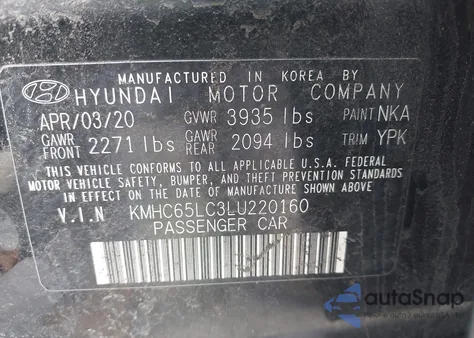 MANUFACTURED IN KOREA BY
HYUNDAI MOTOR COMPANY
APR/03/20 GVWR 3935 lbs PAINT NKA
GAWR FRONT 2271 lbs GAWR REAR 2094 lbs TRIM YPK
THIS VEHICLE CONFORMS TO ALL APPLICABLE U.S.A. FEDERAL
MOTOR VEHICLE SAFETY, BUMPER, AND THEFT PREVENTION STANDARDS
IN EFFECT ON THE DATE OF MANUFACTURE SHOWN ABOVE.
V.I.N KMHC65LC3LU220160
PASSENGER CAR
autoSnap